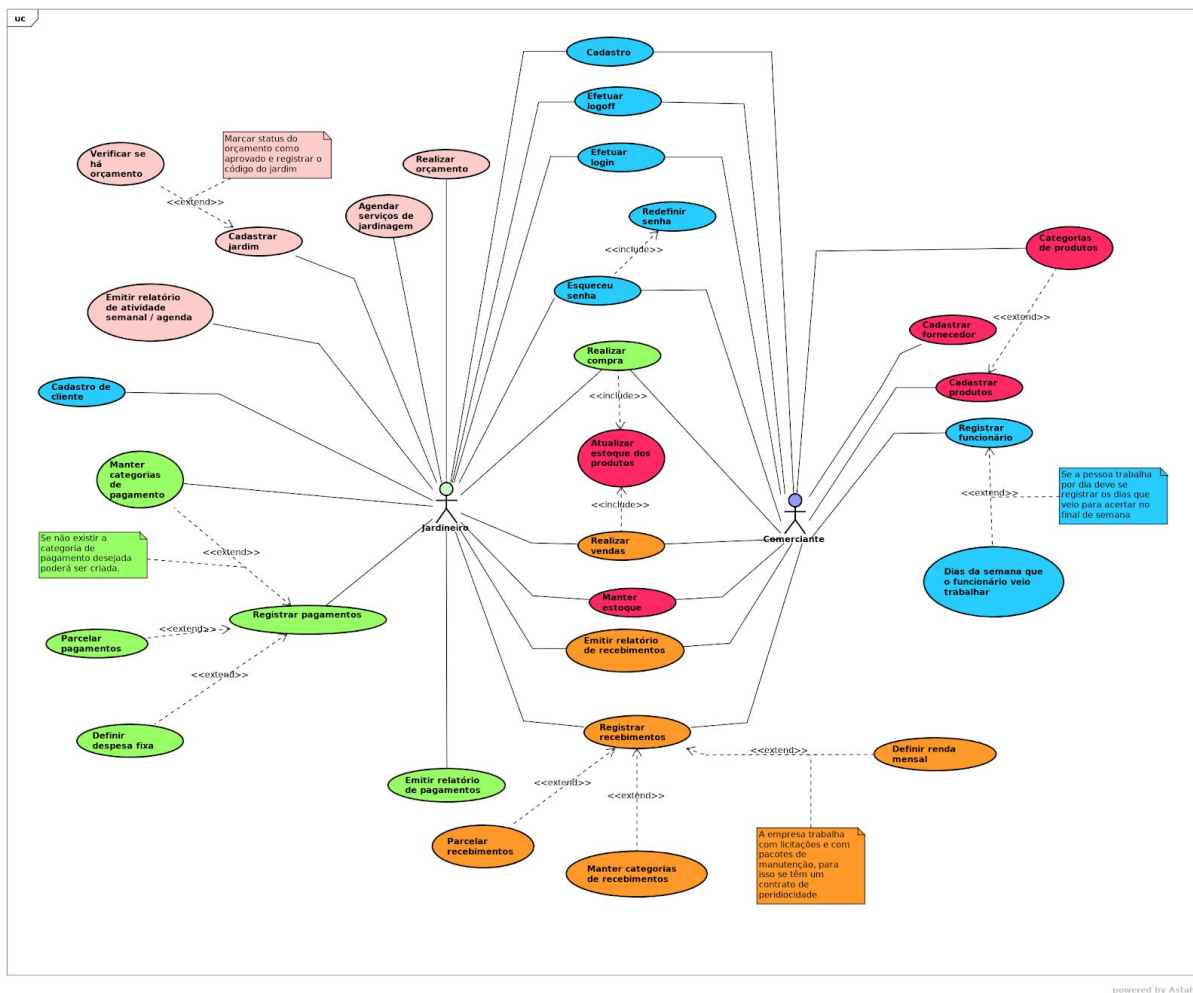 uc
Cadastro
Efetuar
logoff
Marcar status do
orçamento como
aprovado e registrar o
código do jardim
Verificar se
há
orçamento
Realizar
orçamento
Efetuar
login
<<extend>>
Agendar
serviços de
jardinagem
Redefinir
senha
Cadastrar
jardim
<<include>>
Categorias
de produtos
Emitir relatório
de atividade
semanal / agenda
Esqueceu
senha
<<extend>>
Cadastrar
fornecedor
Realizar
compra
Cadastro de
cliente
<<include>>
Cadastrar
produtos
Registrar
funcionário
Atualizar
estoque dos
produtos
Manter
categorias
de
pagamento
Se a pessoa trabalha
por dia deve se
registrar os dias que
veio para acertar no
final de semana
<<extend>>
<<include>>
Jardineiro
Comerciante
Se não existir a
categoria de
pagamento desejada
poderá ser criada.
<<extend>>
Realizar
vendas
Dias da semana que
o funcionário veio
trabalhar
Manter
estoque
Registrar pagamentos
<<extend>>
Parcelar
pagamentos
Emitir relatório
de recebimentos
<<extend>>
Definir
despesa fixa
Registrar
recebimentos
<<extend>>
Definir renda
mensal
Emitir relatório
de pagamentos
<<extend>>
<<extend>>
Parcelar
recebimentos
Manter categorias
de recebimentos
A empresa trabalha
com licitações e com
pacotes de
manutenção, para
isso se têm um
contrato de
peridiocidade
powered by Astah